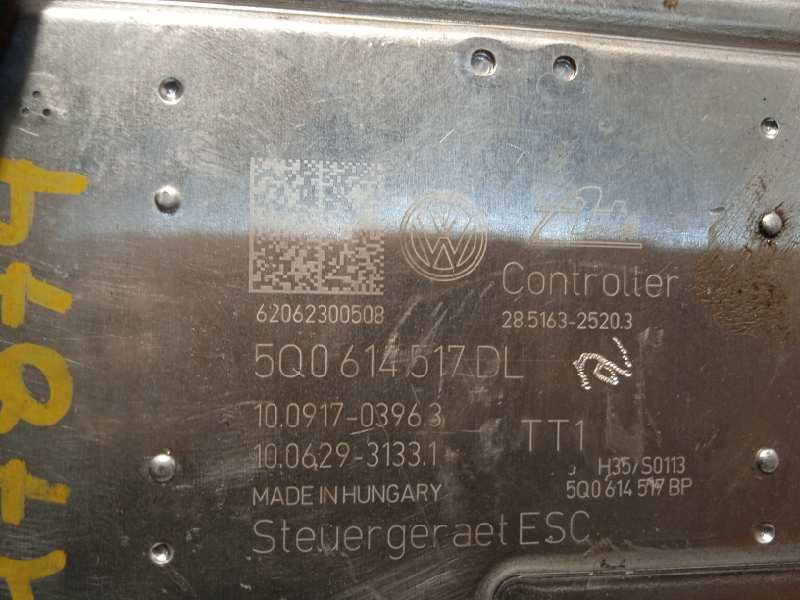 Ate
Controller
62062300508
28.5163-2520.3
5Q0 614 517 DL
10.0917-0396.3
10.0629-3133.1
TT1
J H35/S0113
MADE IN HUNGARY
5Q0 614 517 BP
Steuergeraet ESC